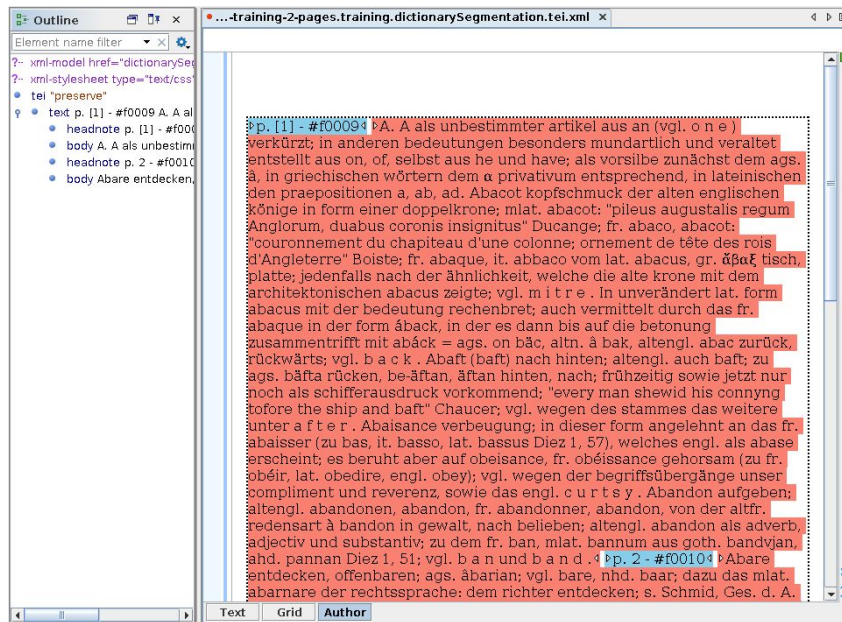 Outline
...-training-2-pages.training.dictionarySegmentation.tei.xml
Element name filter
xml-model href="dictionarySeg
xml-stylesheet type="text/css"
tei "preserve"
text p. [1] - #f0009 A. A al
headnote p. [1] - #f000
body A. A als unbestimm
headnote p. 2 - #f0010
body Abare entdecken,
p. [1] - #f0009 A. A als unbestimmter artikel aus an (vgl. o n e )
verkürzt; in anderen bedeutungen besonders mundartlich und veraltet
entstellt aus on, of, selbst aus he und have; als vorsilbe zunächst dem ags.
â, in griechischen wörtern dem α privativum entsprechend, in lateinischen
den praepositionen a, ab, ad. Abacot kopfschmuck der alten englischen
könige in form einer doppelkrone; mlat. abacot: "pileus augustalis regum
Anglorum, duabus coronis insignitus" Ducange; fr. abaco, abacot:
"couronnement du chapiteau d'une colonne; ornement de tête des rois
d'Angleterre" Boiste; fr. abaque, it. abbaco vom lat. abacus, gr. ἄβαξ tisch,
platte; jedenfalls nach der ähnlichkeit, welche die alte krone mit dem
architektonischen abacus zeigte; vgl. m i t r e . In unverändert lat. form
abacus mit der bedeutung rechenbret; auch vermittelt durch das fr.
abaque in der form áback, in der es dann bis auf die betonung
zusammentrifft mit abáck = ags. on bäc, altn. â bak, altengl. abac zurück,
rückwärts; vgl. b a c k . Abaft (baft) nach hinten; altengl. auch baft; zu
ags. bäfta rücken, be-äftan, äftan hinten, nach; frühzeitig sowie jetzt nur
noch als schifferausdruck vorkommend; "every man shewid his connyng
tofore the ship and baft" Chaucer; vgl. wegen des stammes das weitere
unter a f t e r . Abaisance verbeugung; in dieser form angelehnt an das fr.
abaisser (zu bas, it. basso, lat. bassus Diez 1, 57), welches engl. als abase
erscheint; es beruht aber auf obeisance, fr. obéissance gehorsam (zu fr.
obéir, lat. obedire, engl. obey); vgl. wegen der begriffsübergänge unser
compliment und reverenz, sowie das engl. c u r t s y . Abandon aufgeben;
altengl. abandonen, abandon, fr. abandonner, abandon, von der altfr.
redensart à bandon in gewalt, nach belieben; altengl. abandon als adverb,
adjectiv und substantiv; zu dem fr. ban, mlat. bannum aus goth. bandvjan,
ahd. pannan Diez 1, 51; vgl. b a n und b a n d . p. 2 - #f0010 Abare
entdecken, offenbaren; ags. âbarian; vgl. bare, nhd. baar; dazu das mlat.
abarnare der rechtssprache: dem richter entdecken; s. Schmid, Ges. d. A.
Text Grid Author